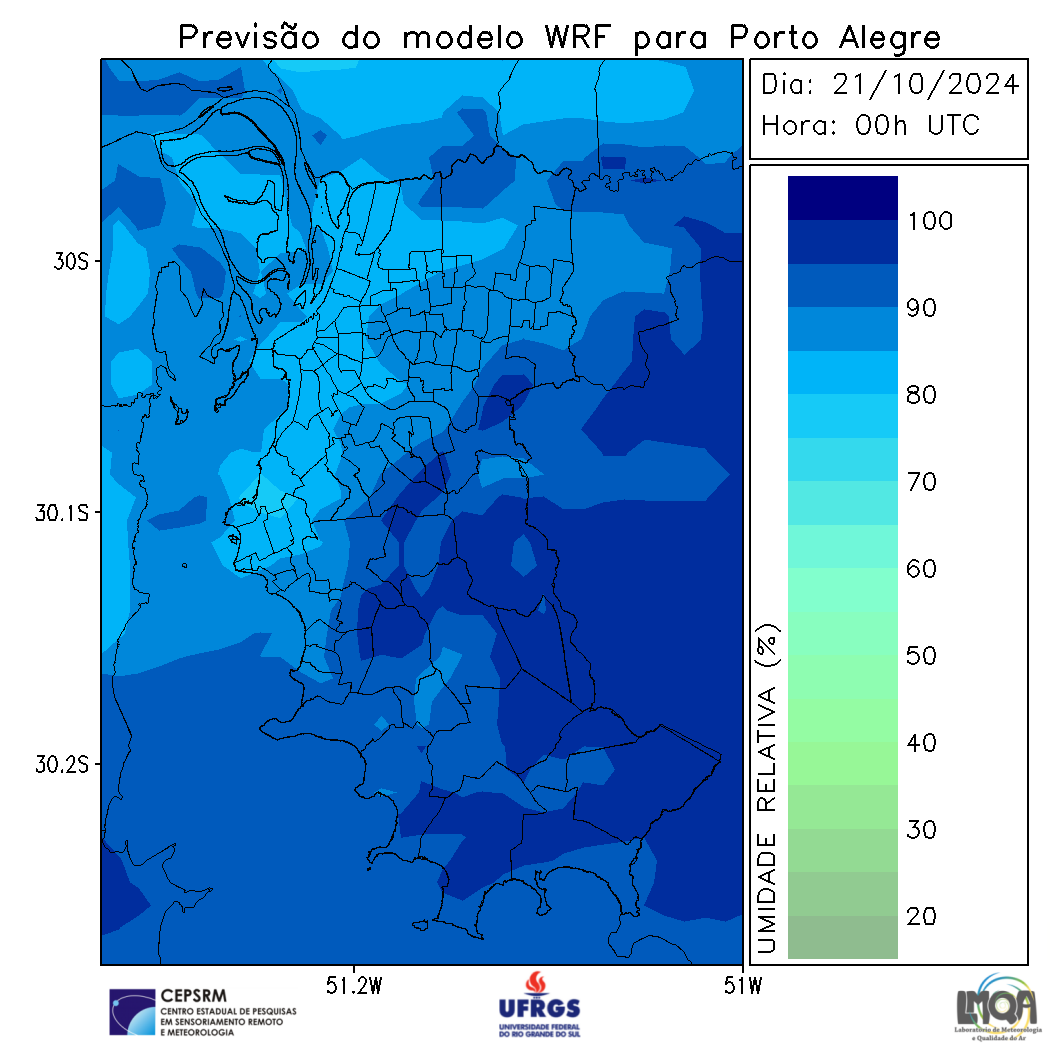 Previsão do modelo WRF para Porto Alegre
Dia: 21/10/2024
Hora: 00h UTC
30S
30.1S
30.2S
51.2W
51W
UMIDADE RELATIVA (%)
100
90
80
70
60
50
40
30
20
CEPSRM
CENTRO ESTADUAL DE PESQUISAS
EM SENSORIAMENTO REMOTO
E METEOROLOGIA
UFRGS
UNIVERSIDADE FEDERAL
DO RIO GRANDE DO SUL
LMQA
Laboratório de Meteorologia
e Qualidade do Ar